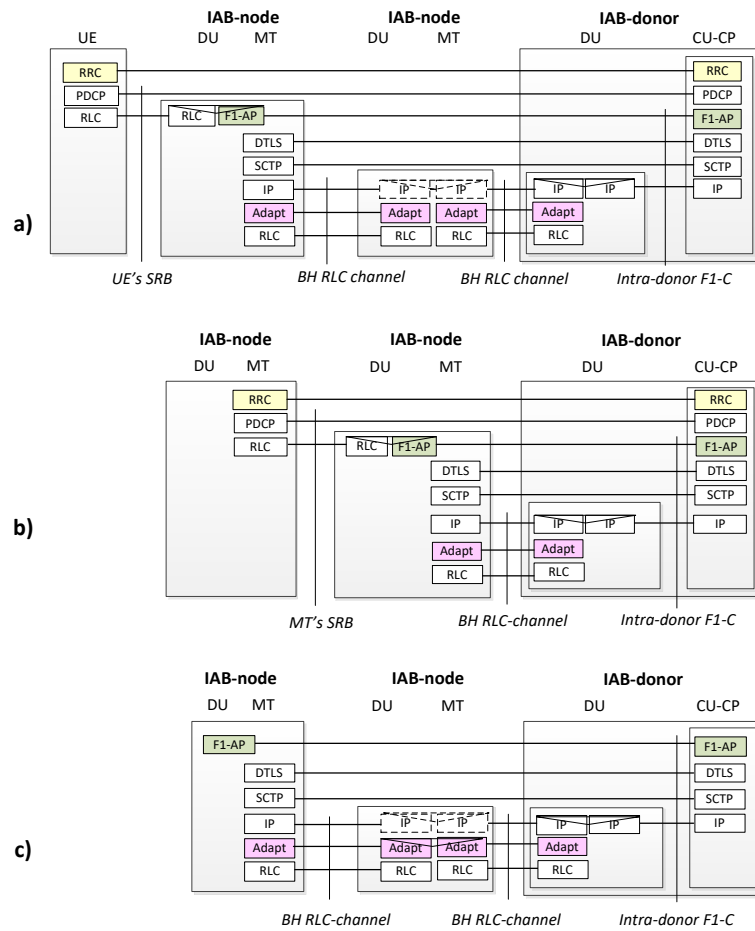 IAB-node IAB-node IAB-donor
UE DU MT DU MT DU CU-CP
RRC RRC
PDCP PDCP
RLC RLC F1-AP F1-AP
DTLS DTLS
SCTP SCTP
IP IP IP IP IP IP
a) Adapt Adapt Adapt Adapt
RLC RLC RLC RLC
UE's SRB BH RLC channel BH RLC channel Intra-donor F1-C
IAB-node IAB-node IAB-donor
DU MT DU MT DU CU-CP
RRC RRC
PDCP PDCP
RLC RLC F1-AP F1-AP
DTLS DTLS
SCTP SCTP
b) IP IP IP IP
Adapt Adapt
RLC RLC
MT's SRB BH RLC-channel Intra-donor F1-C
IAB-node IAB-node IAB-donor
DU MT DU MT DU CU-CP
F1-AP F1-AP
DTLS DTLS
SCTP SCTP
IP IP IP IP IP IP
c) Adapt Adapt Adapt Adapt
RLC RLC RLC RLC
BH RLC-channel BH RLC-channel Intra-donor F1-C